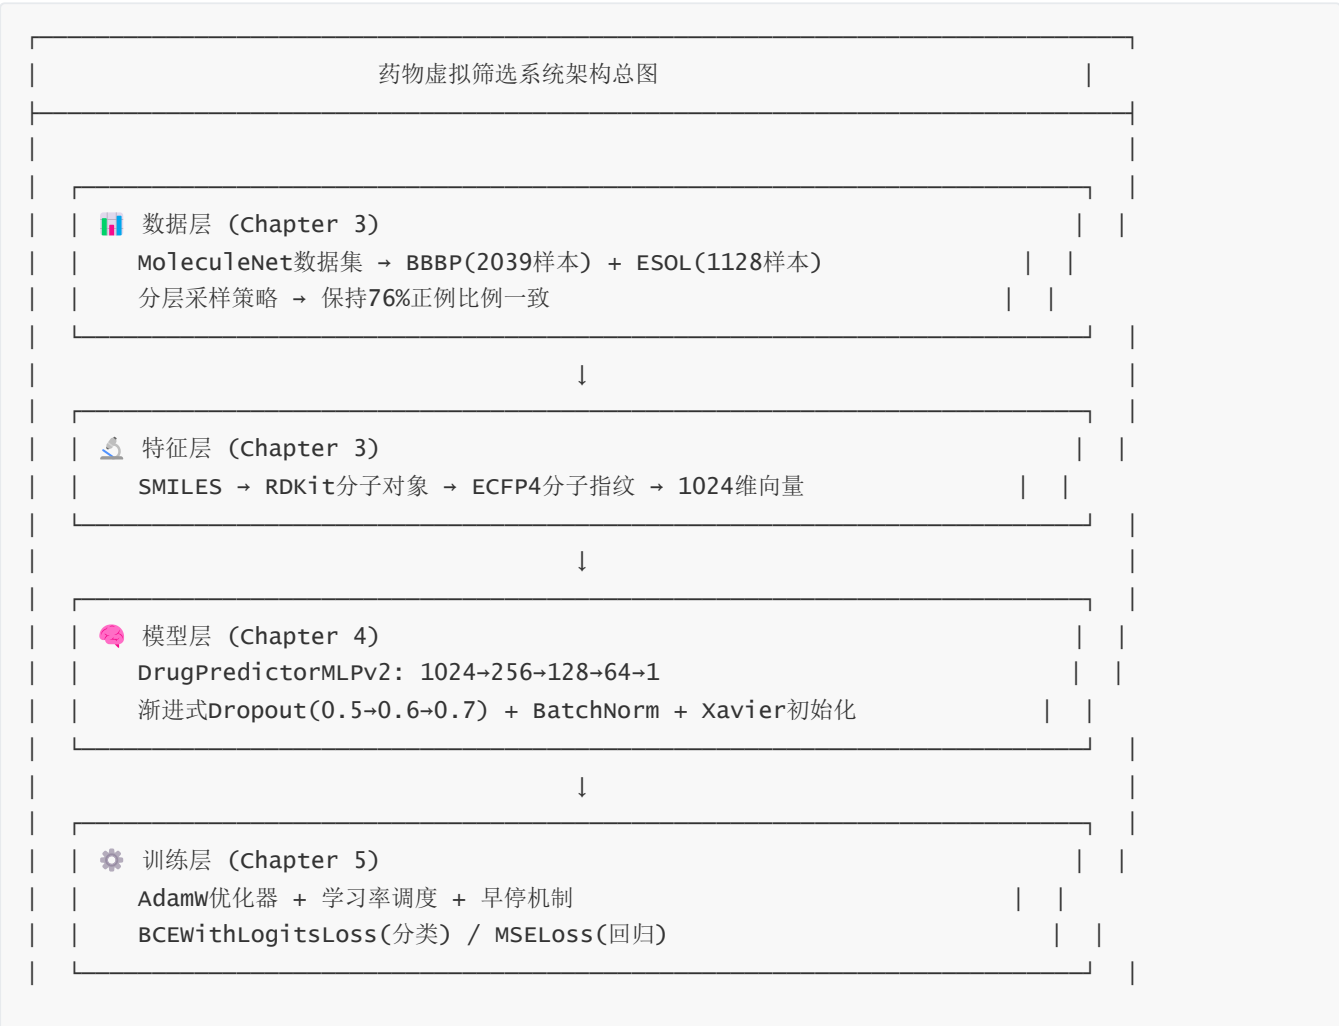 药物虚拟筛选系统架构总图
📊 数据层 (Chapter 3)
MoleculeNet数据集 → BBBP(2039样本) + ESOL(1128样本)
分层采样策略 → 保持76%正例比例一致
↓
🔬 特征层 (Chapter 3)
SMILES → RDKit分子对象 → ECFP4分子指纹 → 1024维向量
↓
🧠 模型层 (Chapter 4)
DrugPredictorMLPv2: 1024→256→128→64→1
渐进式Dropout(0.5→0.6→0.7) + BatchNorm + Xavier初始化
↓
⚙️ 训练层 (Chapter 5)
AdamW优化器 + 学习率调度 + 早停机制
BCEWithLogitsLoss(分类) / MSELoss(回归)